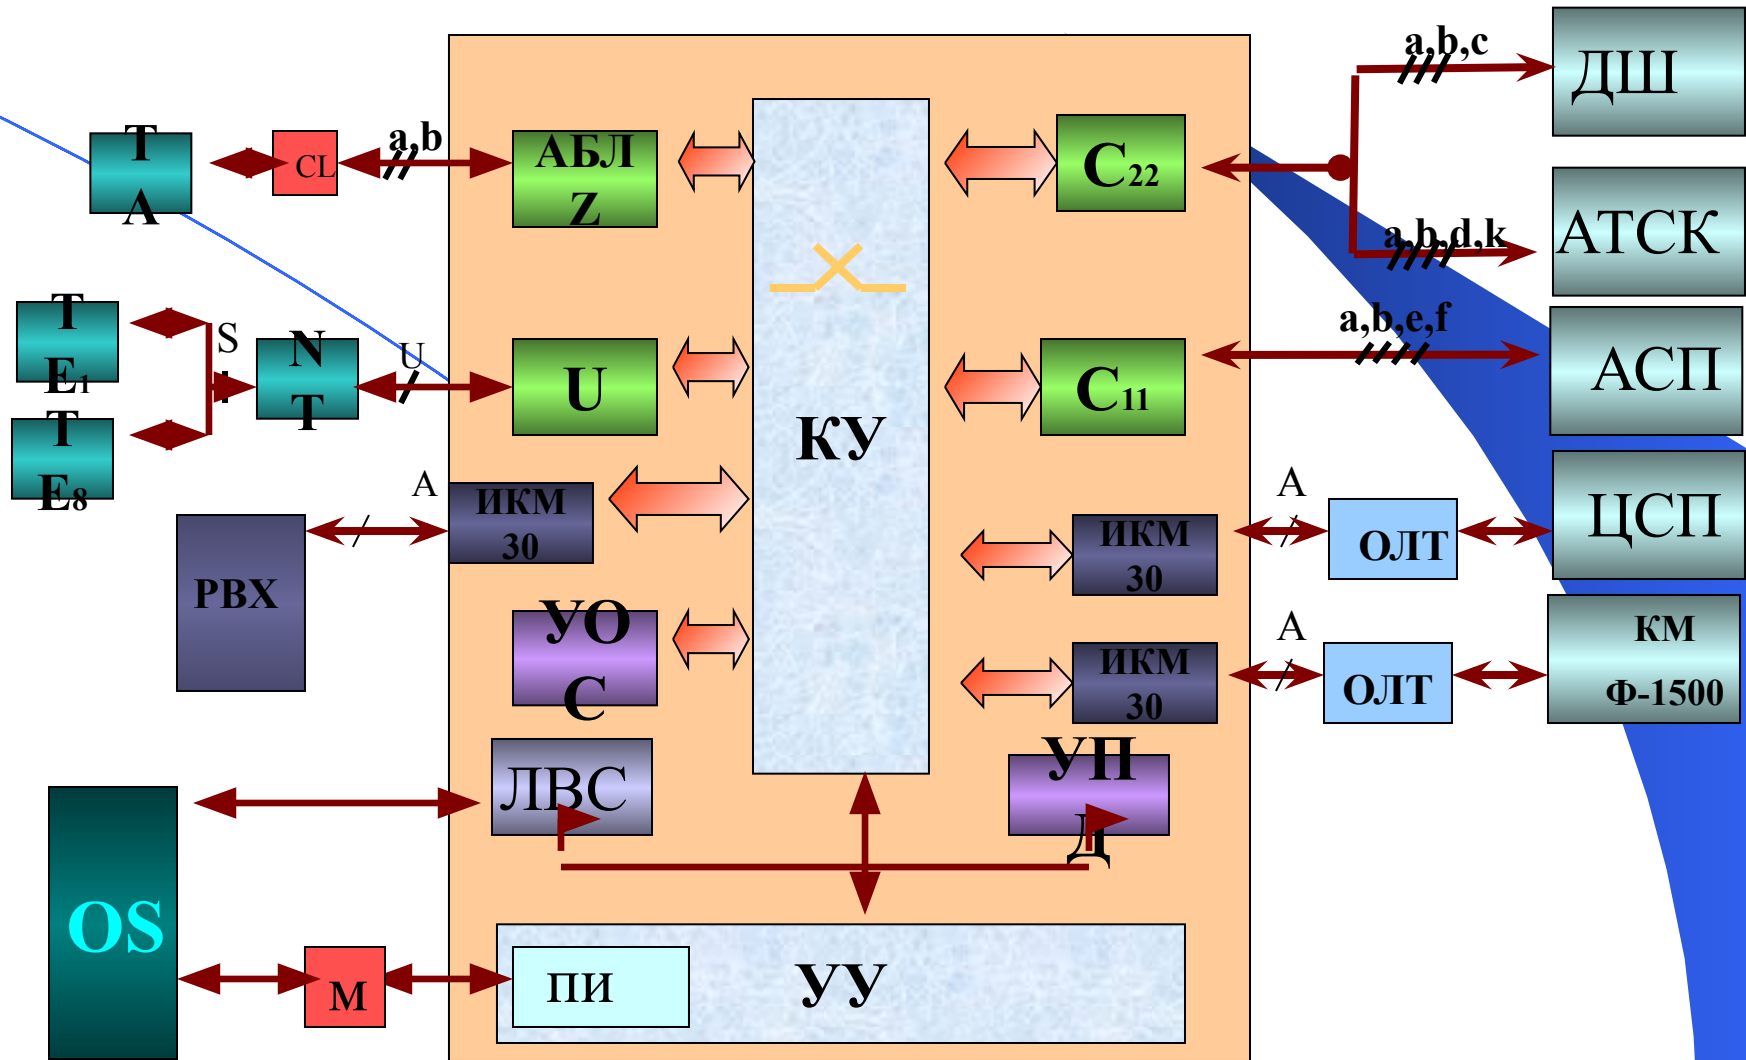 a,b,c
ДШ
Т
А
CL
a,b
АБЛ
Z
С22
a,b,d,k
АТСК
Т
Е1
S
N
T
U
U
С11
a,b,e,f
АСП
Т
Е8
КУ
А
ИКМ
30
РВХ
А
ИКМ
30
ОЛТ
ЦСП
УО
С
А
ИКМ
30
ОЛТ
КМ
Ф-1500
ЛВС
УП
Д
OS
М
ПИ
УУ